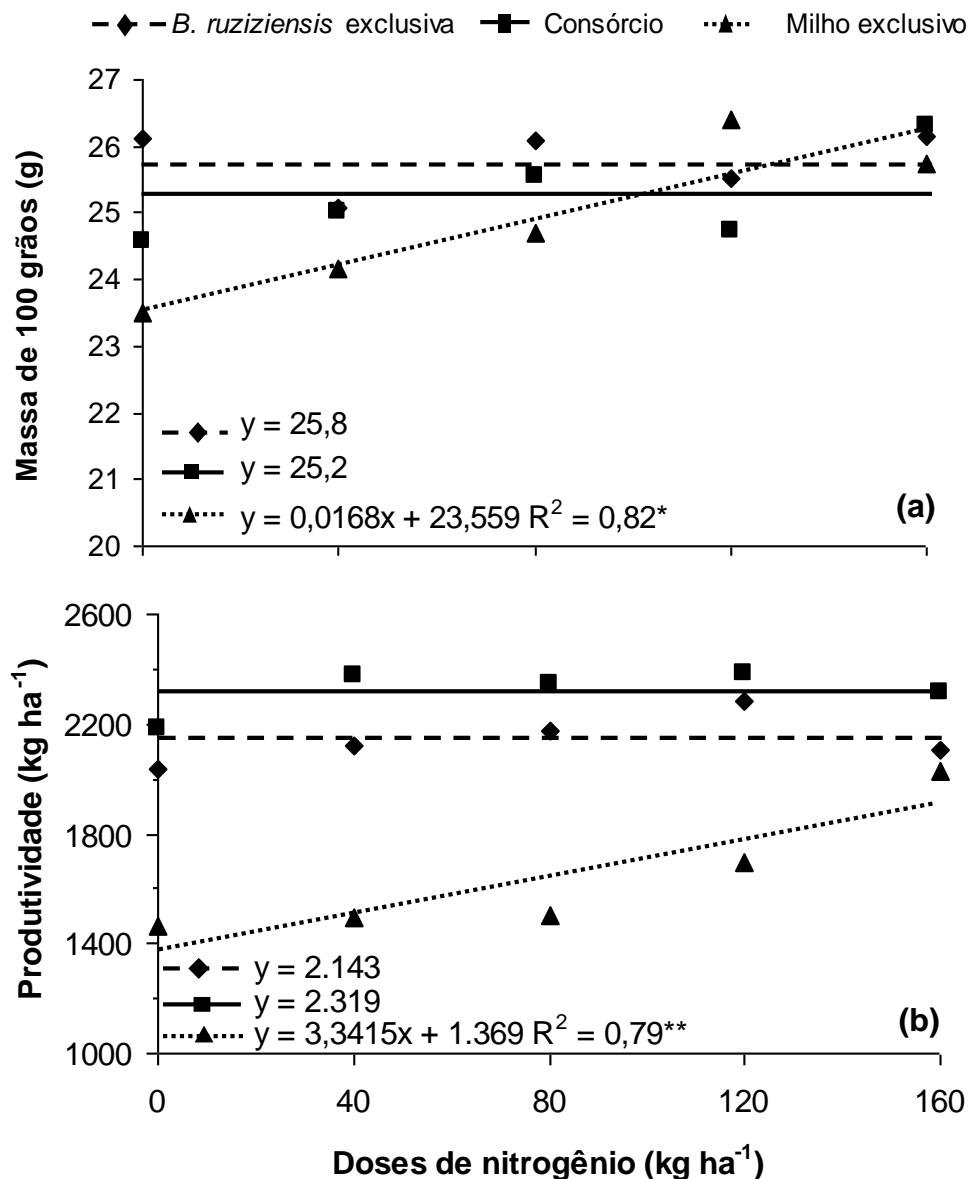 B. ruziziensis exclusiva Consórcio Milho exclusivo
27
26
25
24
23
22
21
20
Massa de 100 grãos (g)
y = 25,8
y = 25,2
y = 0,0168x + 23,559 R² = 0,82*
(a)
2600
2200
1800
1400
1000
Produtividade (kg ha⁻¹)
y = 2.143
y = 2.319
y = 3,3415x + 1.369 R² = 0,79**
(b)
0 40 80 120 160
Doses de nitrogênio (kg ha⁻¹)